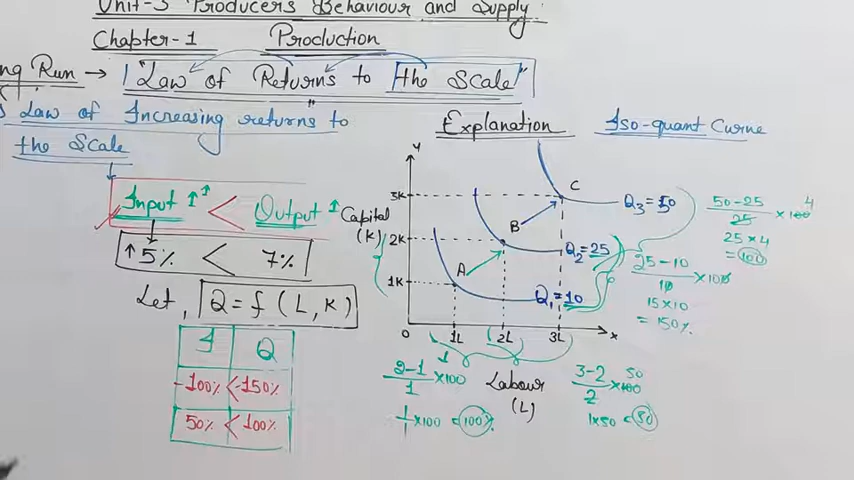 Unit-3 Producers Behaviour and Supply
Chapter-1 Production
ng Run → "Law of Returns to the Scale"
Law of Increasing returns" to
the Scale
Input ↑ < Output ↑
↑ 5% < 7%
Let, Q = f (L, K)
I Q
100% < 150%
50% < 100%
Explanation Iso-quant Curve
Y
Capital
(K)
3K
2K
1K
O
1L 2L 3L X
Labour
(L)
A
B
C
Q3 = 50
Q2 = 25
Q1 = 10
50-25 / 25 × 100 4
25 × 4
= 100
25-10 / 10 × 100
15 × 10
= 150%
2-1 / 1 × 100
1/1 × 100 = 100%
3-2 / 2 × 100 50
1 × 50 = 50